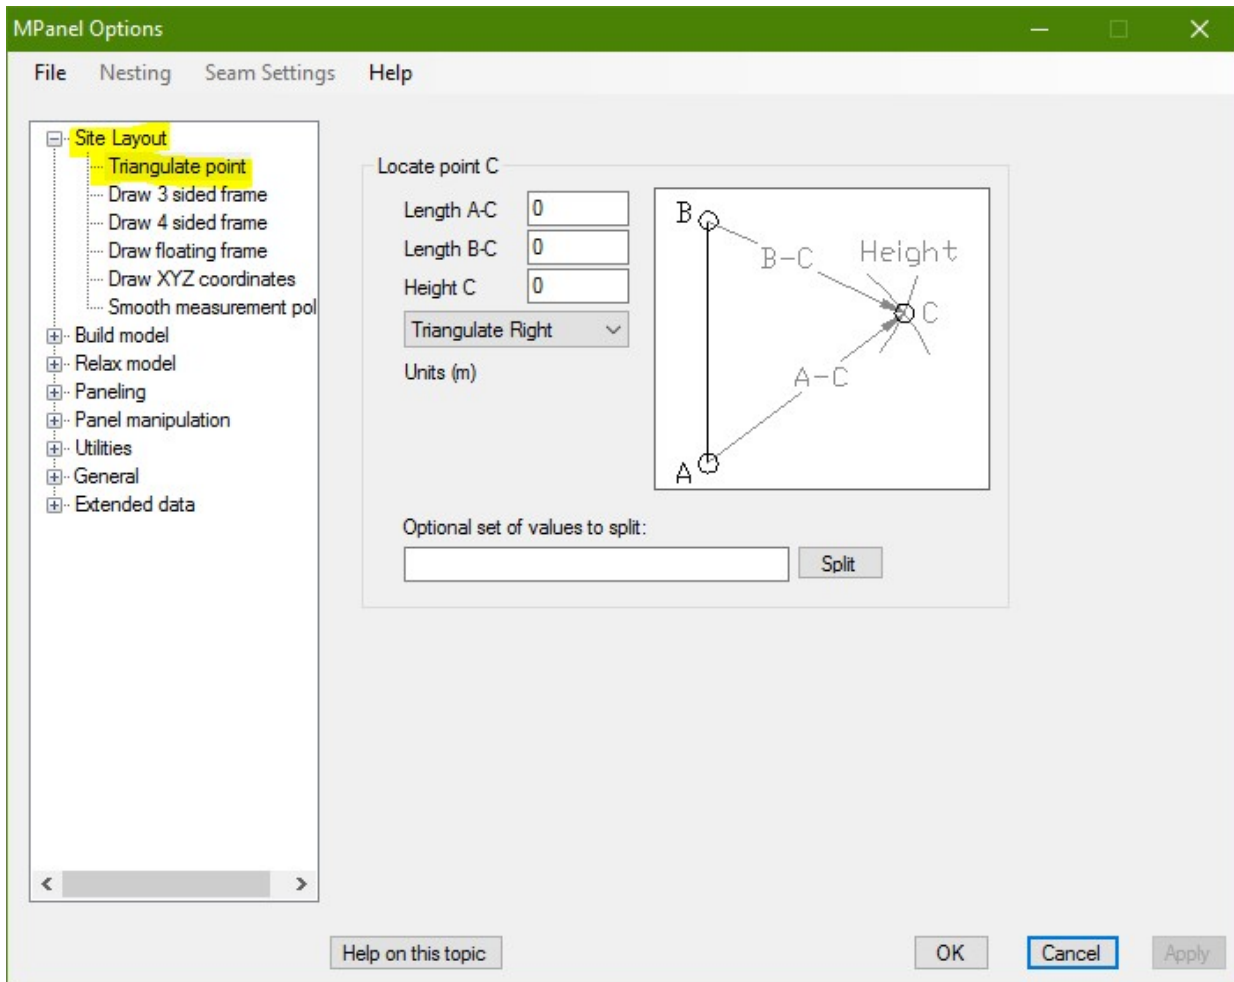 MPanel Options
File Nesting Seam Settings Help
Site Layout
Triangulate point
Draw 3 sided frame
Draw 4 sided frame
Draw floating frame
Draw XYZ coordinates
Smooth measurement pol
Build model
Relax model
Paneling
Panel manipulation
Utilities
General
Extended data
Locate point C
Length A-C 0
Length B-C 0
Height C 0
Triangulate Right
Units (m)
B
B-C
Height
C
A-C
A
Optional set of values to split:
Split
Help on this topic
OK Cancel Apply